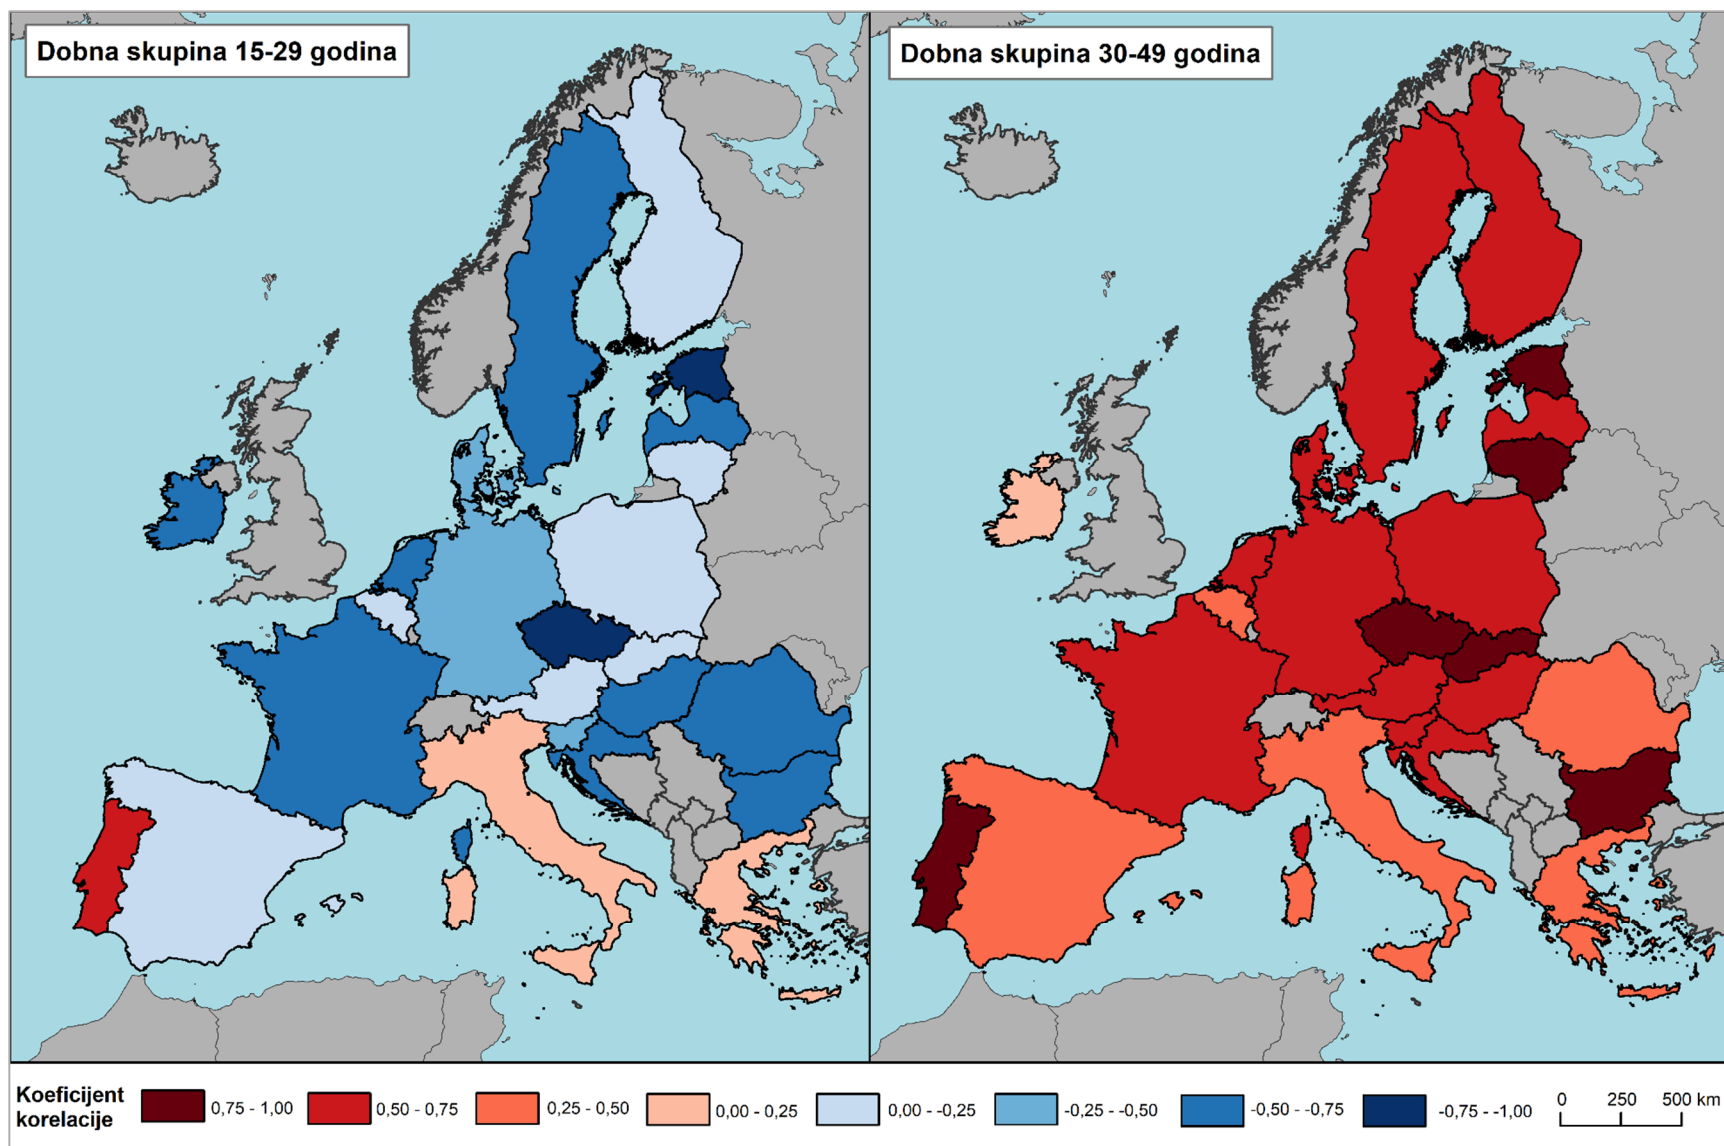 Dobna skupina 15-29 godina
Dobna skupina 30-49 godina
Koeficijent
korelacije
0,75 - 1,00
0,50 - 0,75
0,25 - 0,50
0,00 - 0,25
0,00 - -0,25
-0,25 - -0,50
-0,50 - -0,75
-0,75 - -1,00
0 250 500 km